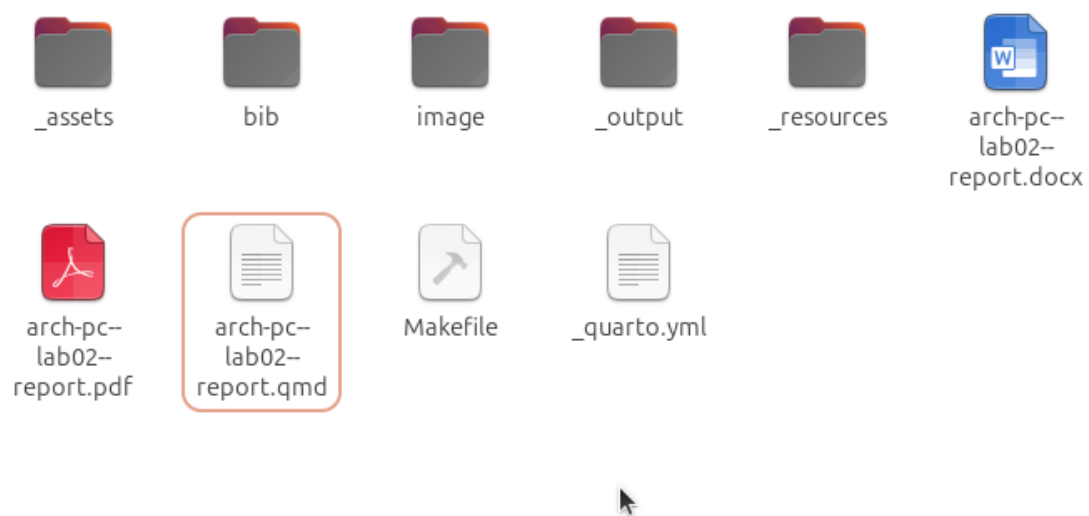 _assets
bib
image
_output
_resources
W
arch-pc--
lab02--
report.docx
arch-pc--
lab02--
report.pdf
arch-pc--
lab02--
report.qmd
Makefile
_quarto.yml